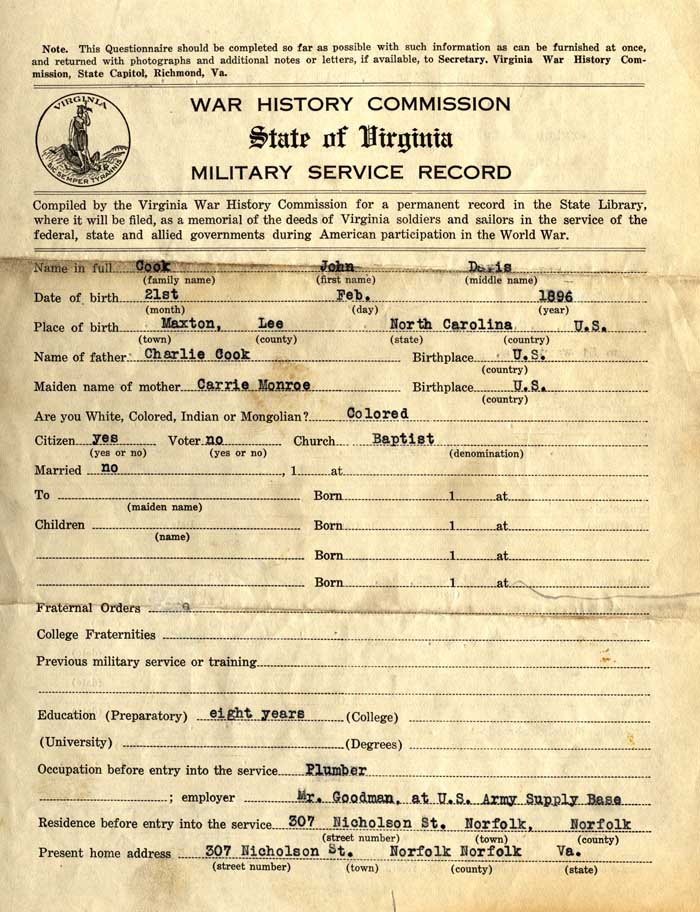 Note. This Questionnaire should be completed so far as possible with such information as can be furnished at once,
and returned with photographs and additional notes or letters, if available, to Secretary. Virginia War History Com-
mission, State Capitol, Richmond, Va.
VIRGINIA
SIC SEMPER TYRANNIS
WAR HISTORY COMMISSION
State of Virginia
MILITARY SERVICE RECORD
Compiled by the Virginia War History Commission for a permanent record in the State Library,
where it will be filed, as a memorial of the deeds of Virginia soldiers and sailors in the service of the
federal, state and allied governments during American participation in the World War.
Name in full Cook John Davis
(family name) (first name) (middle name)
Date of birth 21st Feb. 1896
(month) (day) (year)
Place of birth Maxton, Lee North Carolina U.S.
(town) (county) (state) (country)
Name of father Charlie Cook Birthplace U.S.
(country)
Maiden name of mother Carrie Monroe Birthplace U.S.
(country)
Are you White, Colored, Indian or Mongolian? Colored
Citizen yes Voter no Church Baptist
(yes or no) (yes or no) (denomination)
Married no , 1 at
To Born 1 at
(maiden name)
Children Born 1 at
(name)
Born 1 at
Born 1 at
Fraternal Orders
College Fraternities
Previous military service or training
Education (Preparatory) eight years (College)
(University) (Degrees)
Occupation before entry into the service Plumber
; employer Mr. Goodman, at U.S. Army Supply Base
Residence before entry into the service 307 Nicholson St. Norfolk, Norfolk
(street number) (town) (county)
Present home address 307 Nicholson St. Norfolk Norfolk Va.
(street number) (town) (county) (state)